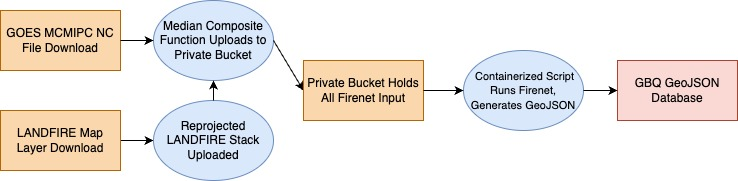 GOES MCMIPC NC
File Download
Median Composite
Function Uploads to
Private Bucket
Private Bucket Holds
All Firenet Input
Containerized Script
Runs Firenet,
Generates GeoJSON
GBQ GeoJSON
Database
LANDFIRE Map
Layer Download
Reprojected
LANDFIRE Stack
Uploaded